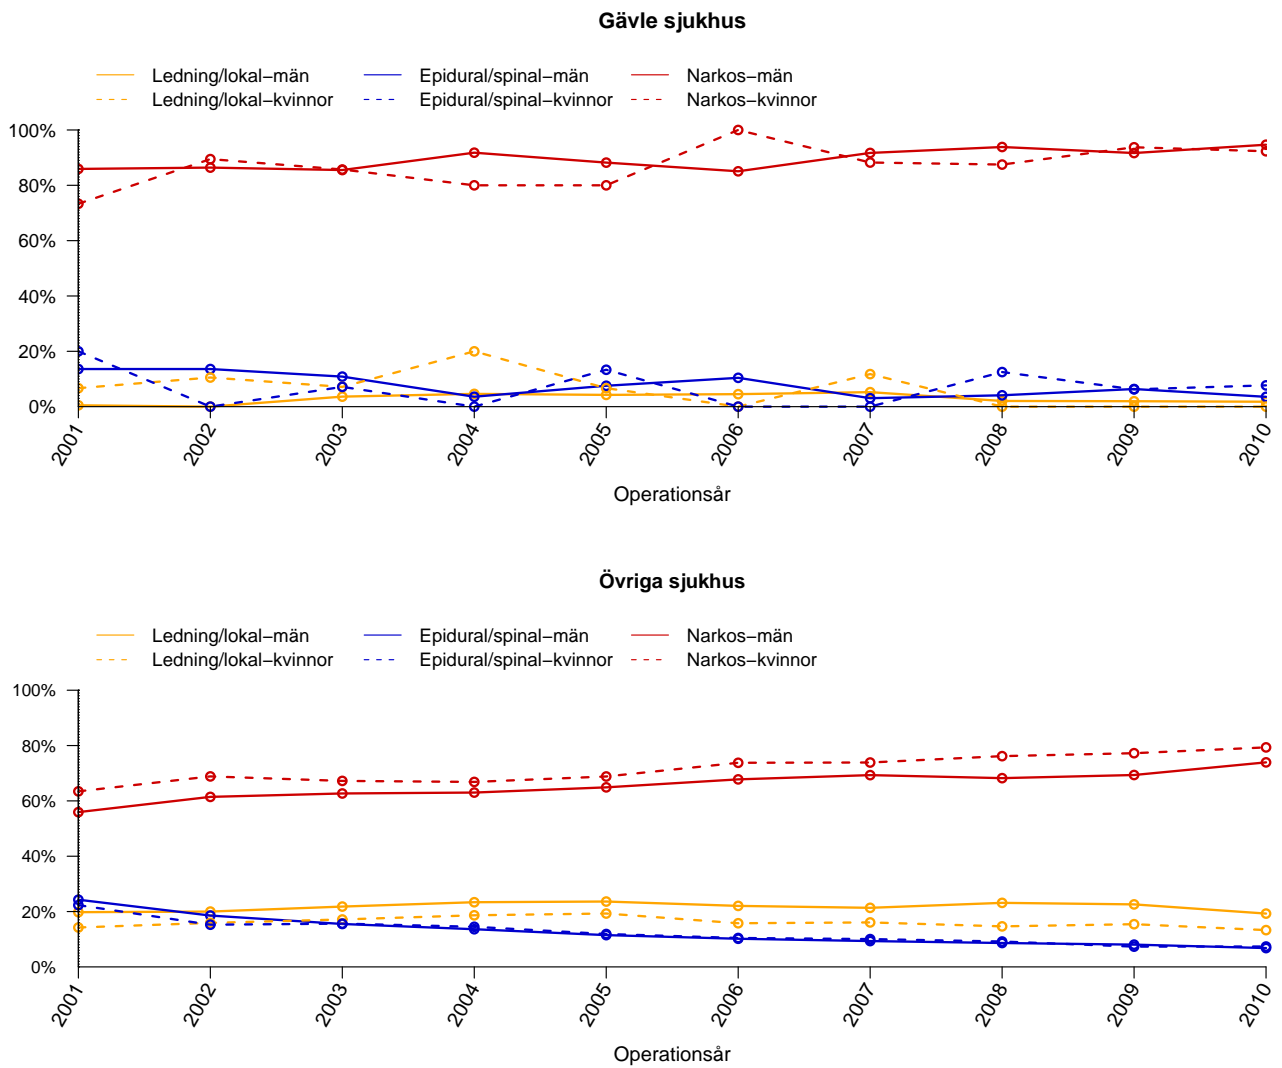 Gävle sjukhus
Ledning/lokal−män Epidural/spinal−män Narkos−män
Ledning/lokal−kvinnor Epidural/spinal−kvinnor Narkos−kvinnor
100%
80%
60%
40%
20%
0%
2001 2002 2003 2004 2005 2006 2007 2008 2009 2010
Operationsår
Övriga sjukhus
Ledning/lokal−män Epidural/spinal−män Narkos−män
Ledning/lokal−kvinnor Epidural/spinal−kvinnor Narkos−kvinnor
100%
80%
60%
40%
20%
0%
2001 2002 2003 2004 2005 2006 2007 2008 2009 2010
Operationsår